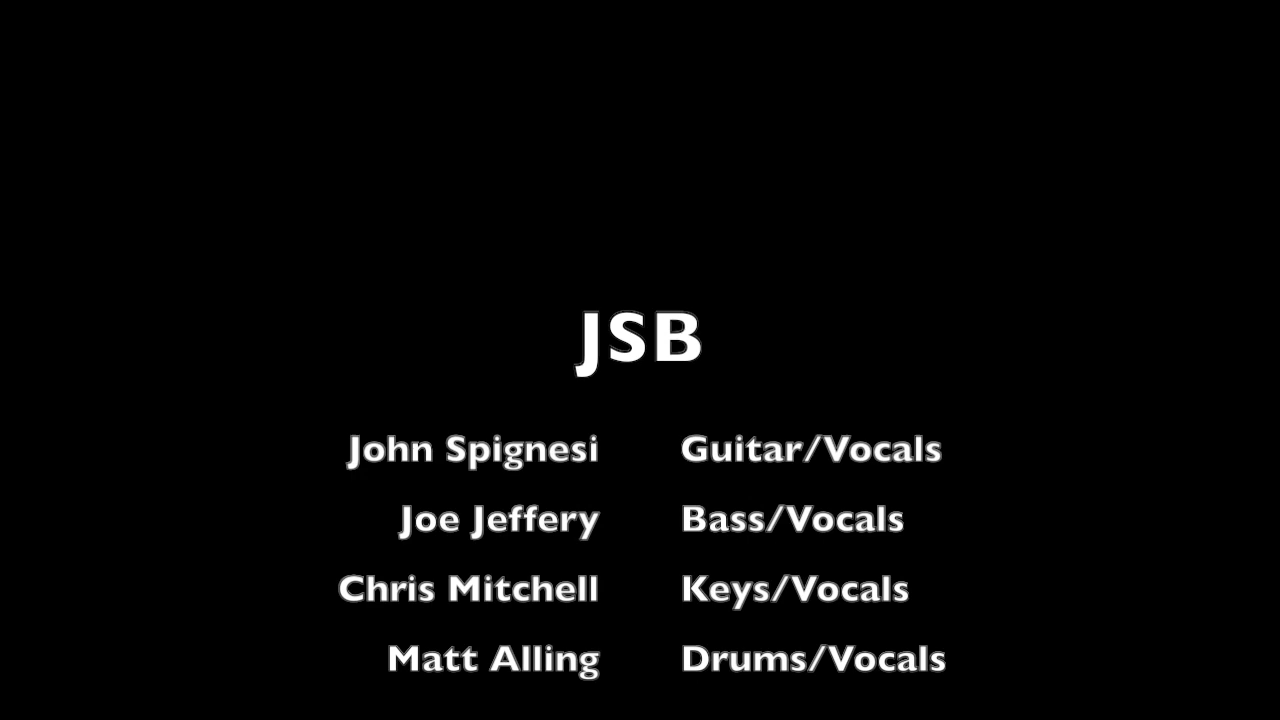 JSB
John Spignesi Guitar/Vocals
Joe Jeffery Bass/Vocals
Chris Mitchell Keys/Vocals
Matt Alling Drums/Vocals